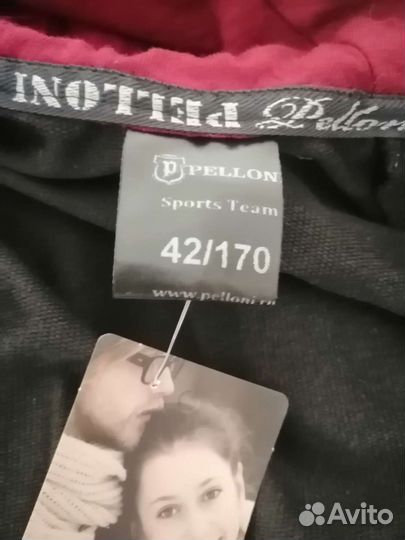 PELLONI Pelloni
PELLON
Sports Team
42/170
www.pelloni.ru
Avito